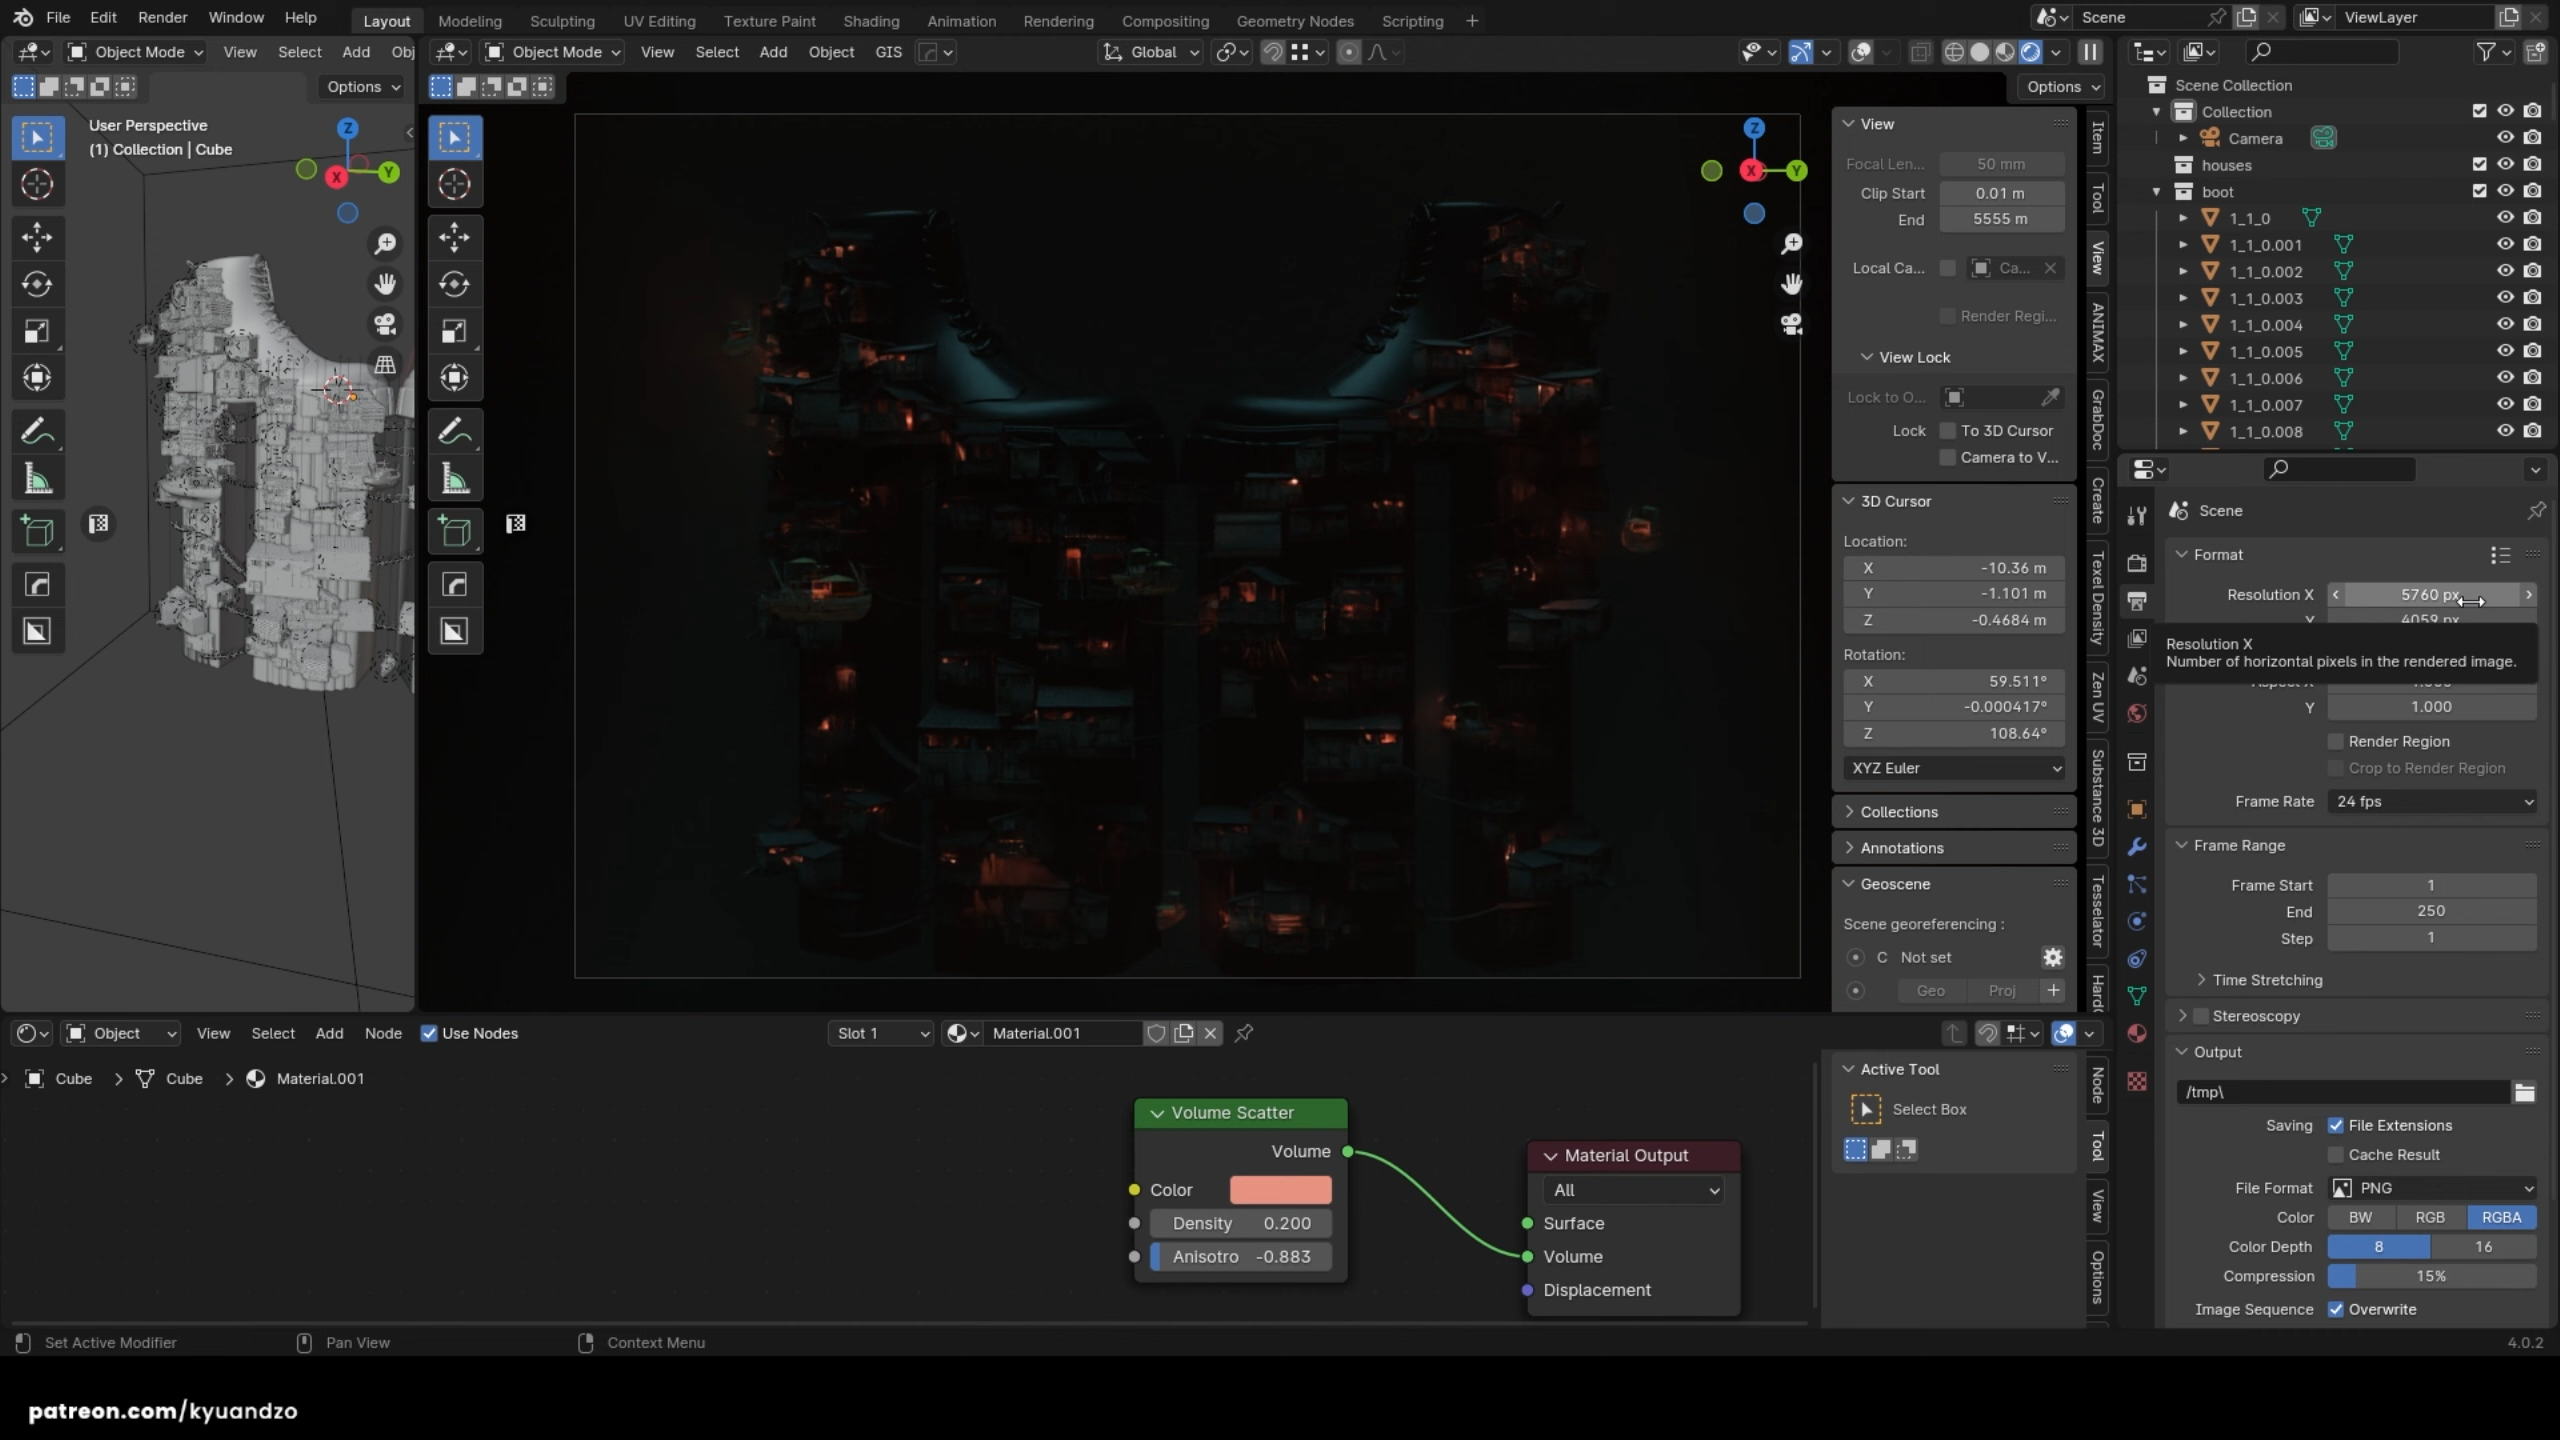 File Edit Render Window Help Layout Modeling Sculpting UV Editing Texture Paint Shading Animation Rendering Compositing Geometry Nodes Scripting + Scene ViewLayer
Object Mode View Select Add Obj
Object Mode View Select Add Object GIS Global
Options
Options
User Perspective
(1) Collection | Cube
Z
Y
X
Z
Y
X
View
Focal Len... 50 mm
Clip Start 0.01 m
End 5555 m
Local Ca... Ca...
Render Regi...
View Lock
Lock to O...
Lock To 3D Cursor
Camera to V...
3D Cursor
Location:
X -10.36 m
Y -1.101 m
Z -0.4684 m
Rotation:
X 59.511°
Y -0.000417°
Z 108.64°
XYZ Euler
Collections
Annotations
Geoscene
Scene georeferencing :
C Not set
Geo Proj +
Item
Tool
View
ANIMAX
GrabDoc
Create
Texel Density
Zen UV
Substance 3D
Tesselator
Scene Collection
Collection
Camera
houses
boot
1_1_0
1_1_0.001
1_1_0.002
1_1_0.003
1_1_0.004
1_1_0.005
1_1_0.006
1_1_0.007
1_1_0.008
Scene
Format
Resolution X 5760 px
Y 4059 px
Resolution X
Number of horizontal pixels in the rendered image.
Y 1.000
Render Region
Crop to Render Region
Frame Rate 24 fps
Frame Range
Frame Start 1
End 250
Step 1
Time Stretching
Stereoscopy
Output
/tmp\
Saving File Extensions
Cache Result
File Format PNG
Color BW RGB RGBA
Color Depth 8 16
Compression 15%
Image Sequence Overwrite
Object View Select Add Node Use Nodes Slot 1 Material.001
Cube > Cube > Material.001
Volume Scatter
Volume
Color
Density 0.200
Anisotro -0.883
Material Output
All
Surface
Volume
Displacement
Active Tool
Select Box
Node
Tool
View
Options
Set Active Modifier Pan View Context Menu 4.0.2
patreon.com/kyuandzo